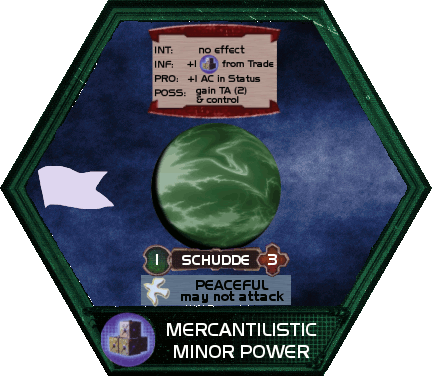 INT: no effect
INF: +1 from Trade
PRO: +1 AC in Status
POSS: gain TA (2)
& control
1 SCHUDDE 3
PEACEFUL
may not attack
MERCANTILISTIC
MINOR POWER